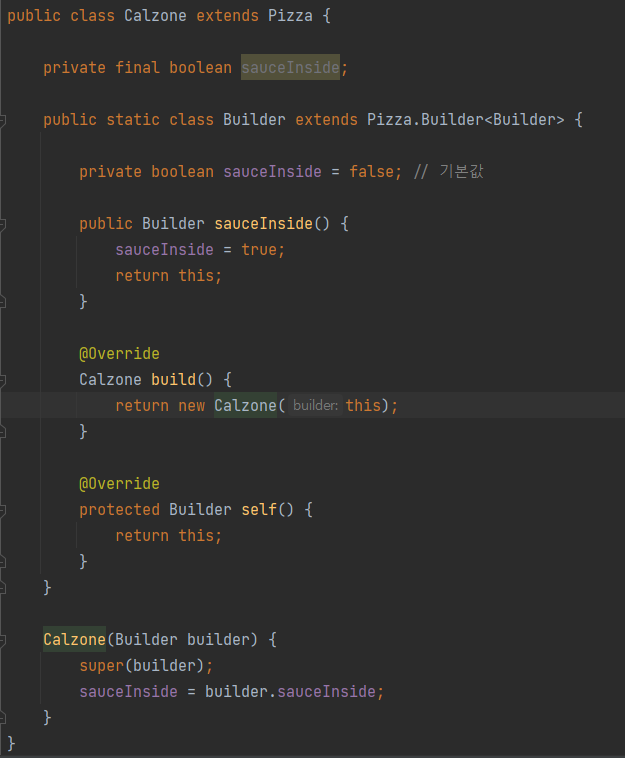 public class Calzone extends Pizza {
private final boolean sauceInside;
public static class Builder extends Pizza.Builder<Builder> {
private boolean sauceInside = false; // 기본값
public Builder sauceInside() {
sauceInside = true;
return this;
}
@Override
Calzone build() {
return new Calzone( builder: this);
}
@Override
protected Builder self() {
return this;
}
}
Calzone(Builder builder) {
super(builder);
sauceInside = builder.sauceInside;
}
}